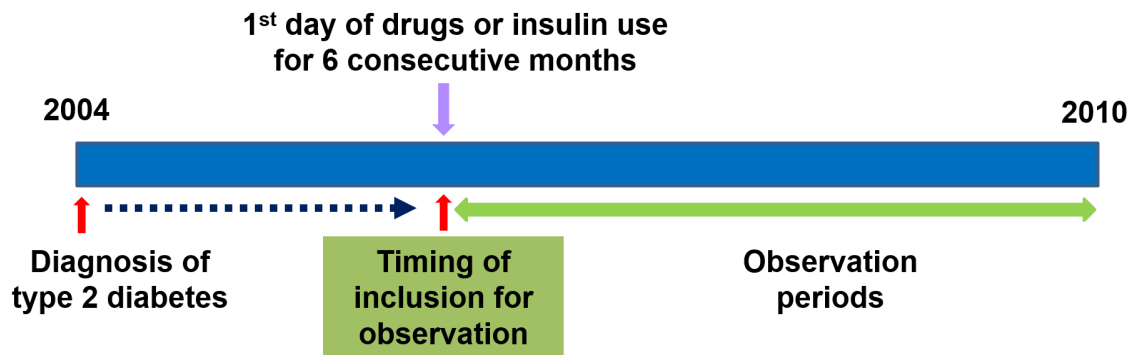 1st day of drugs or insulin use
for 6 consecutive months
2004
2010
Diagnosis of
type 2 diabetes
Timing of
inclusion for
observation
Observation
periods